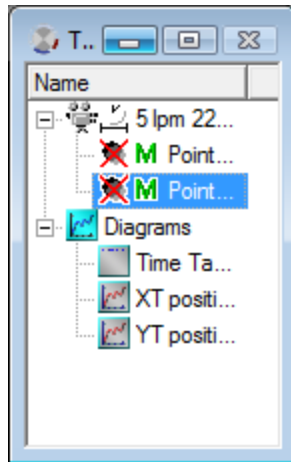 T..
Name
5 lpm 22...
M Point...
M Point...
Diagrams
Time Ta...
XT positi...
YT positi...